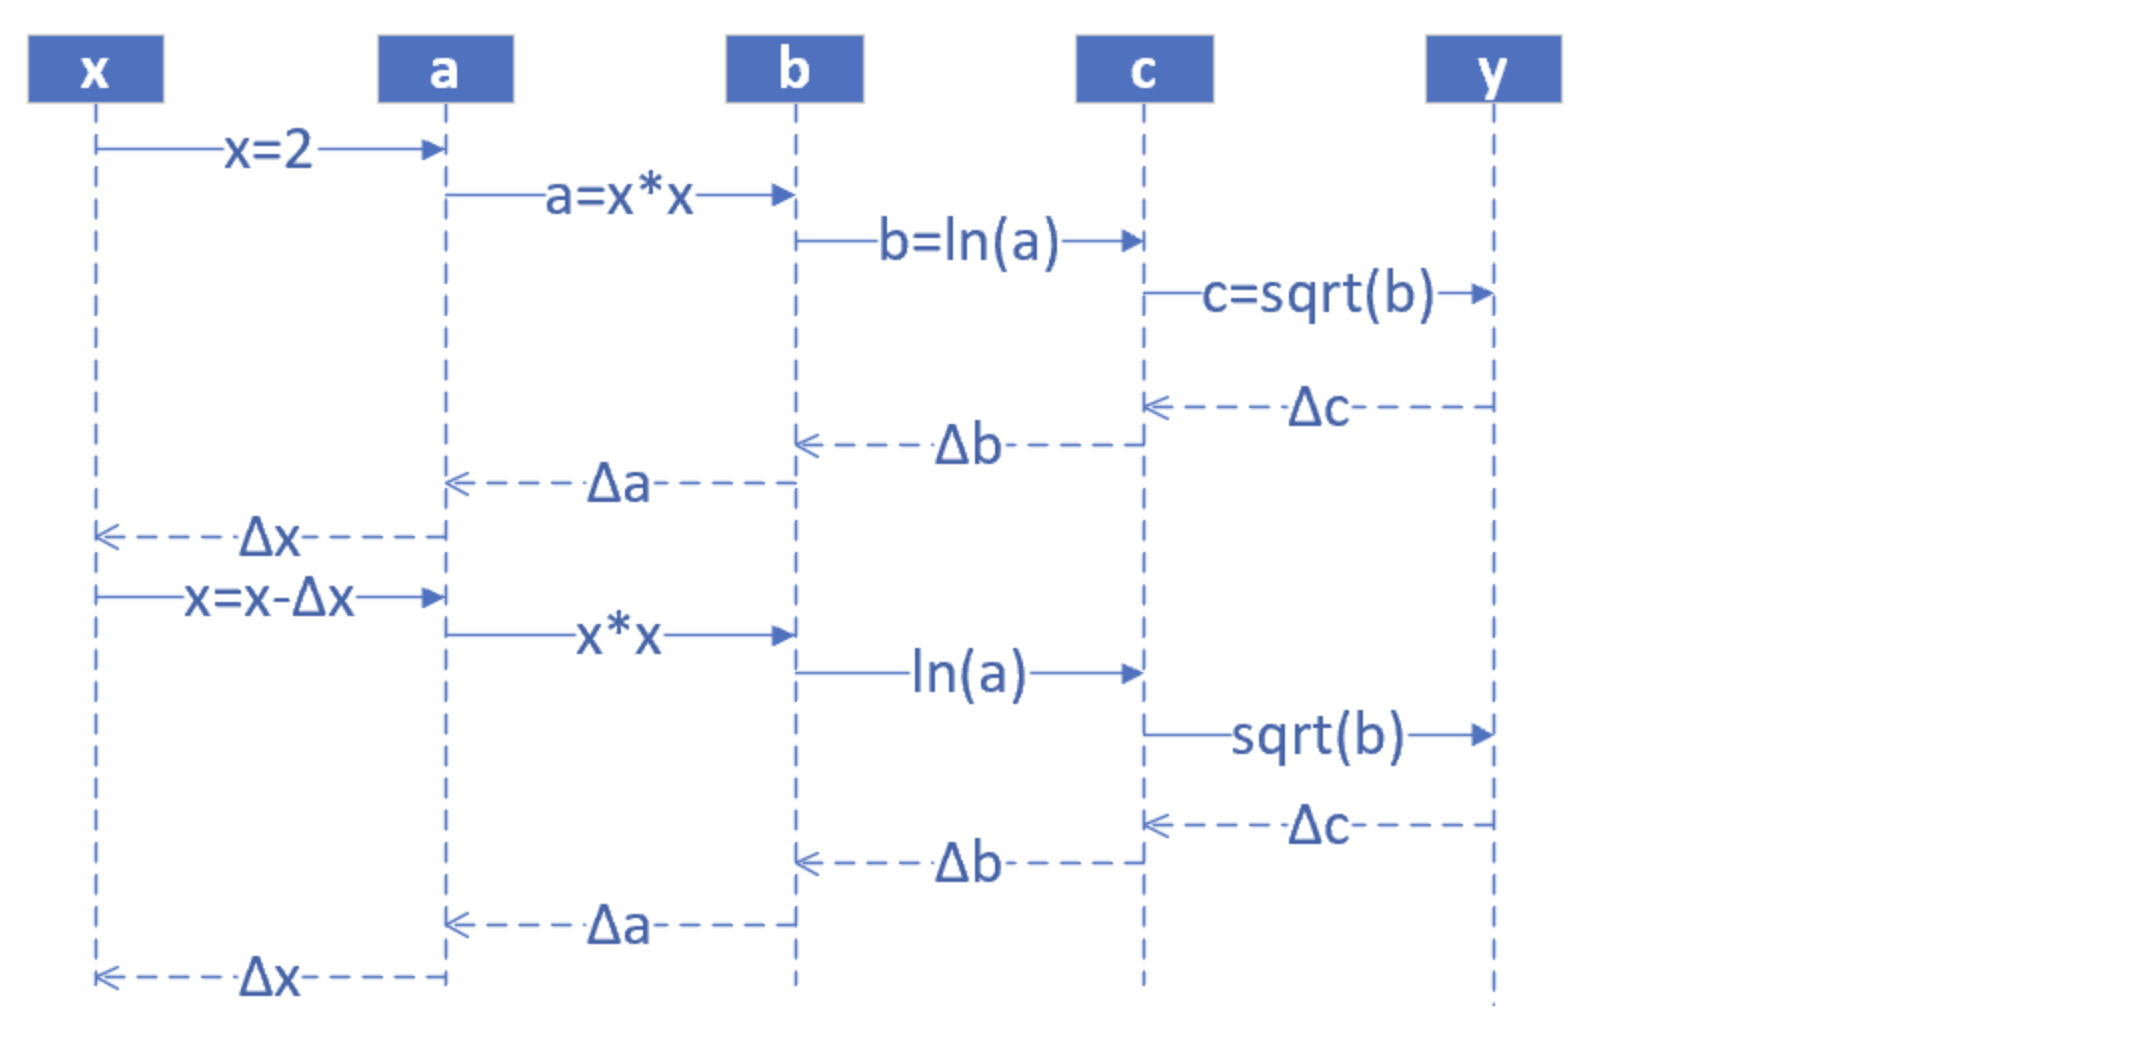 x a b c y
x=2
a=x*x
b=ln(a)
c=sqrt(b)
Δc
Δb
Δa
Δx
x=x-Δx
x*x
ln(a)
sqrt(b)
Δc
Δb
Δa
Δx